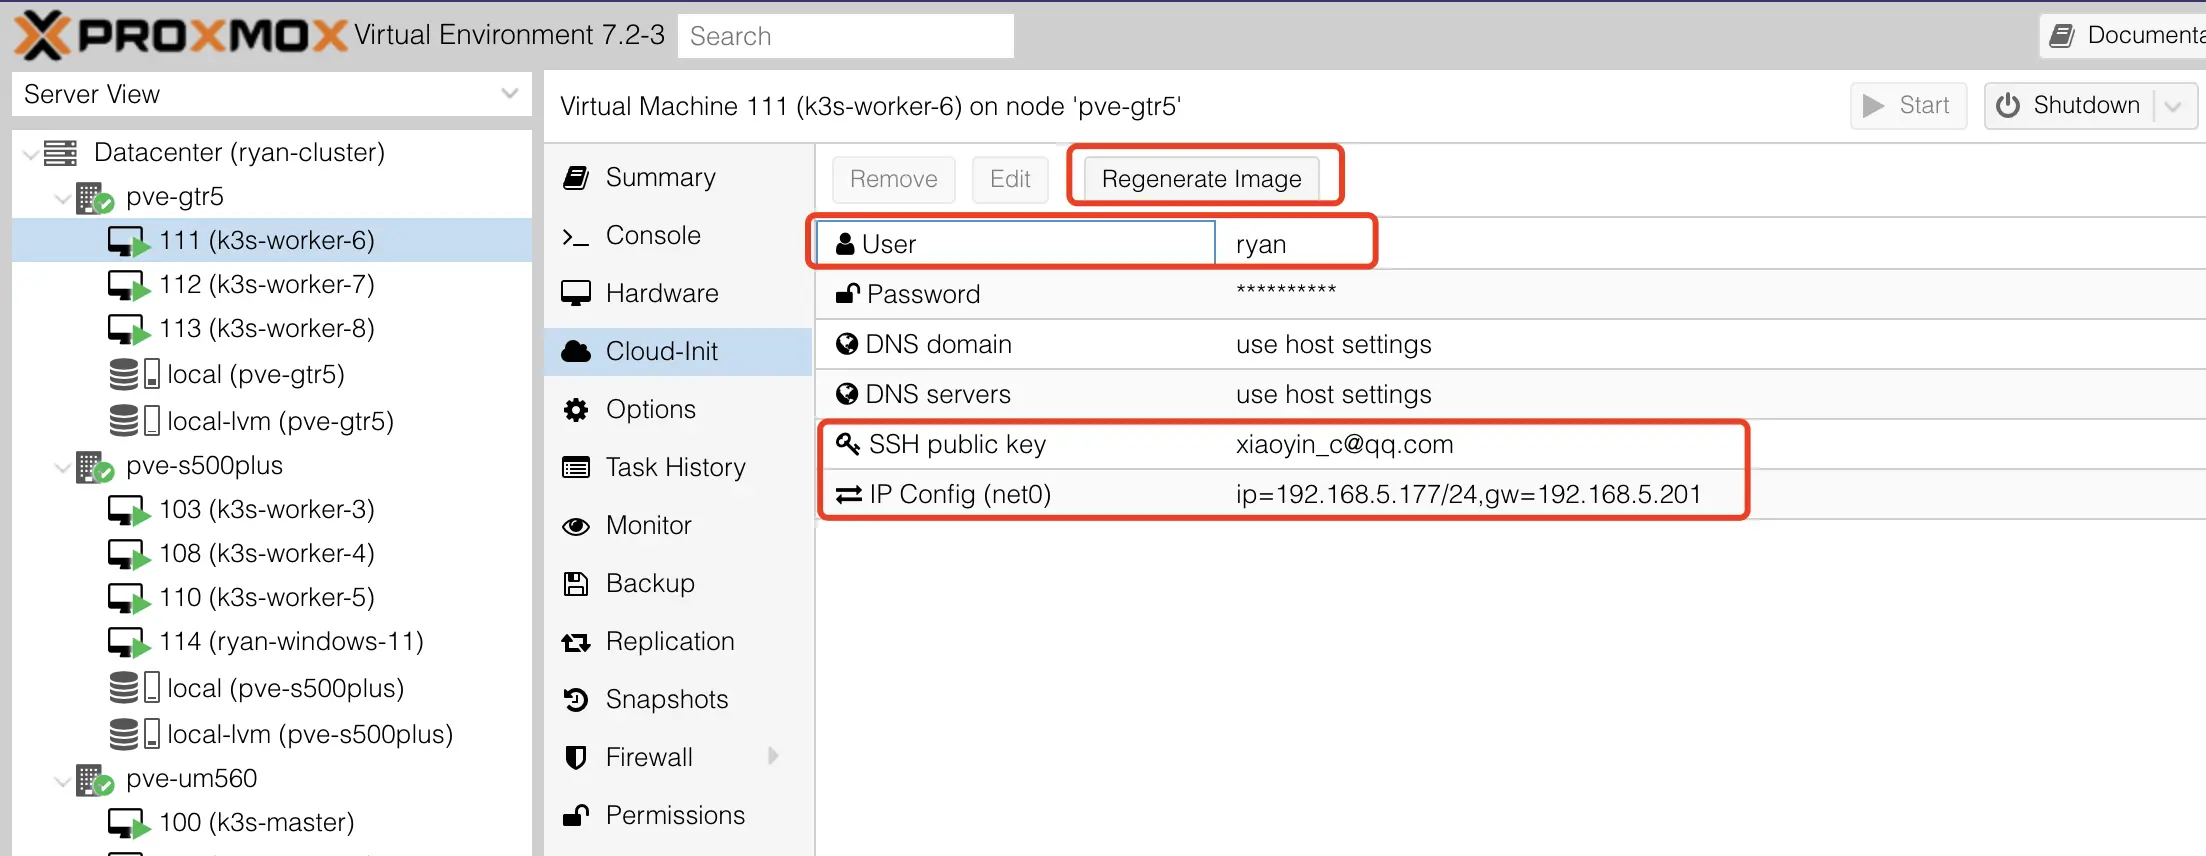 PROXMOX Virtual Environment 7.2-3 Search Documenta
Server View
Datacenter (ryan-cluster)
pve-gtr5
111 (k3s-worker-6)
112 (k3s-worker-7)
113 (k3s-worker-8)
local (pve-gtr5)
local-lvm (pve-gtr5)
pve-s500plus
103 (k3s-worker-3)
108 (k3s-worker-4)
110 (k3s-worker-5)
114 (ryan-windows-11)
local (pve-s500plus)
local-lvm (pve-s500plus)
pve-um560
100 (k3s-master)
Virtual Machine 111 (k3s-worker-6) on node 'pve-gtr5' Start Shutdown
Summary
Console
Hardware
Cloud-Init
Options
Task History
Monitor
Backup
Replication
Snapshots
Firewall
Permissions
Remove Edit Regenerate Image
User ryan
Password **********
DNS domain use host settings
DNS servers use host settings
SSH public key xiaoyin_c@qq.com
IP Config (net0) ip=192.168.5.177/24,gw=192.168.5.201